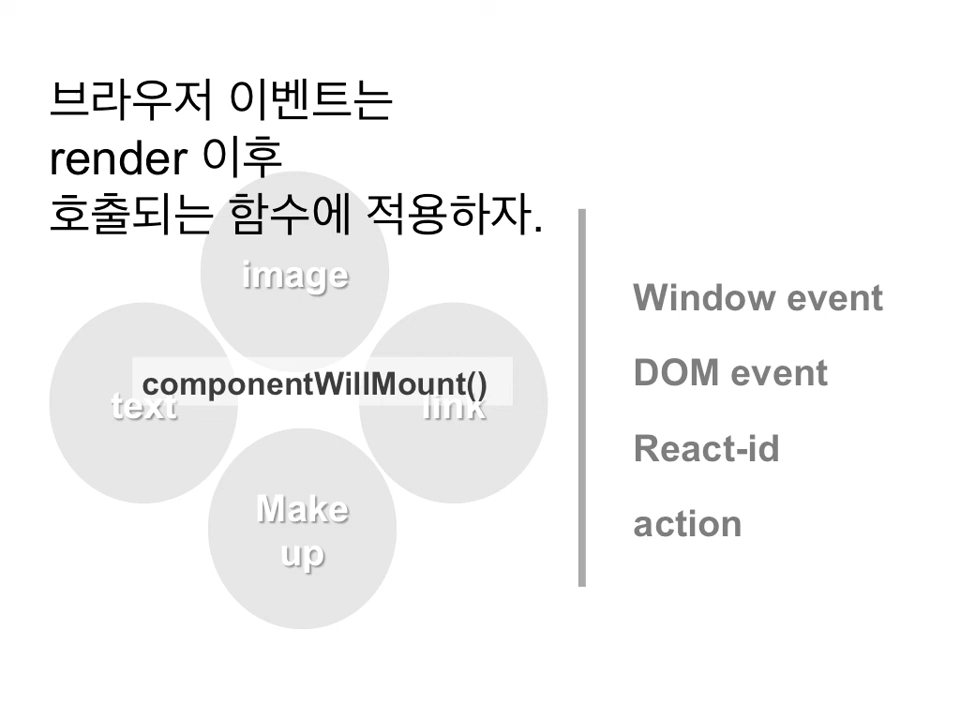 브라우저 이벤트는
render 이후
호출되는 함수에 적용하자.
image
componentWillMount()
text
link
Make
up
Window event
DOM event
React-id
action